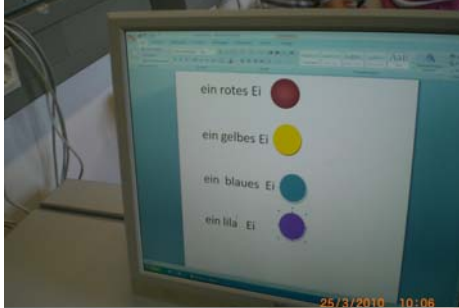 ein rotes Ei
ein gelbes Ei
ein blaues Ei
ein lila Ei
25/3/2010 10:06